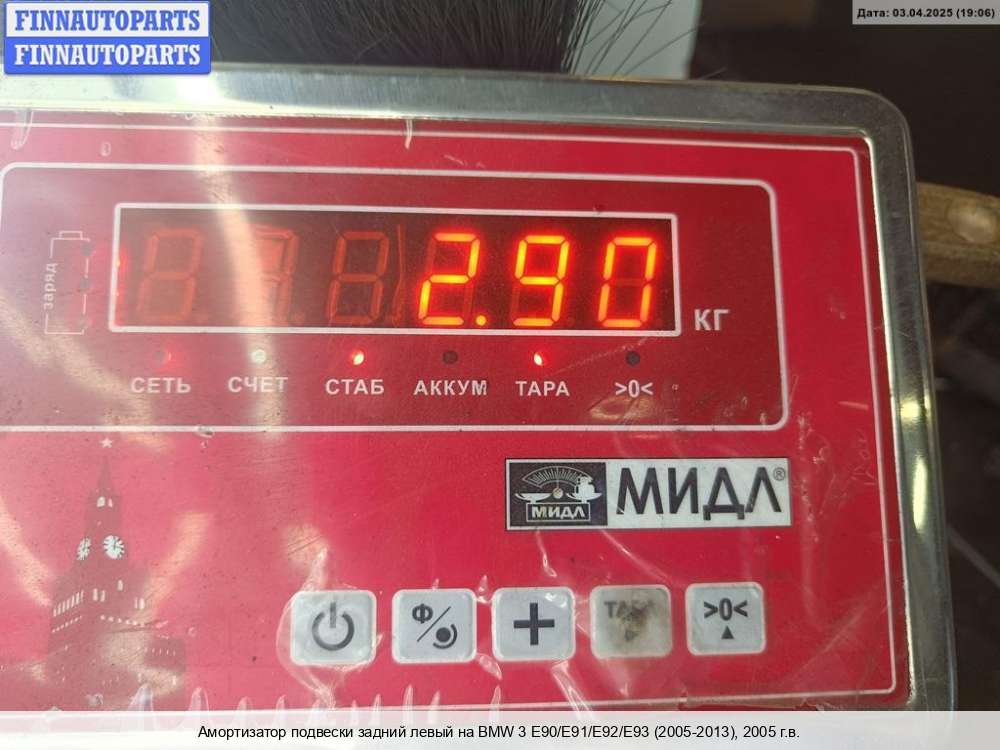 FINNAUTOPARTS
FINNAUTOPARTS
Дата: 03.04.2025 (19:06)
заряд
2.90
КГ
СЕТЬ СЧЕТ СТАБ АККУМ ТАРА >0<
МИДЛ
МИДЛ®
Ф/
+
>0<
Амортизатор подвески задний левый на BMW 3 E90/E91/E92/E93 (2005-2013), 2005 г.в.